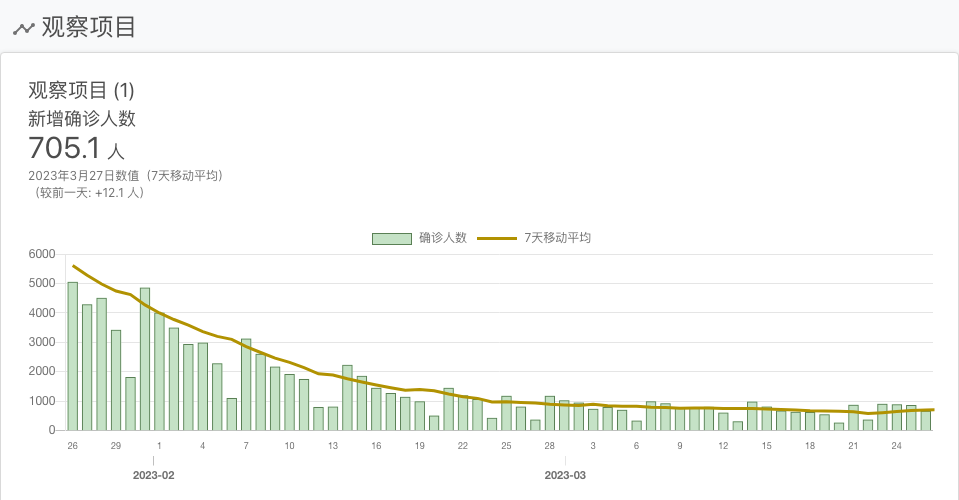 观察项目
观察项目 (1)
新增确诊人数
705.1 人
2023年3月27日数值（7天移动平均）
（较前一天: +12.1 人）
确诊人数 7天移动平均
6000
5000
4000
3000
2000
1000
0
26 29 1 4 7 10 13 16 19 22 25 28 3 6 9 12 15 18 21 24
2023-02 2023-03